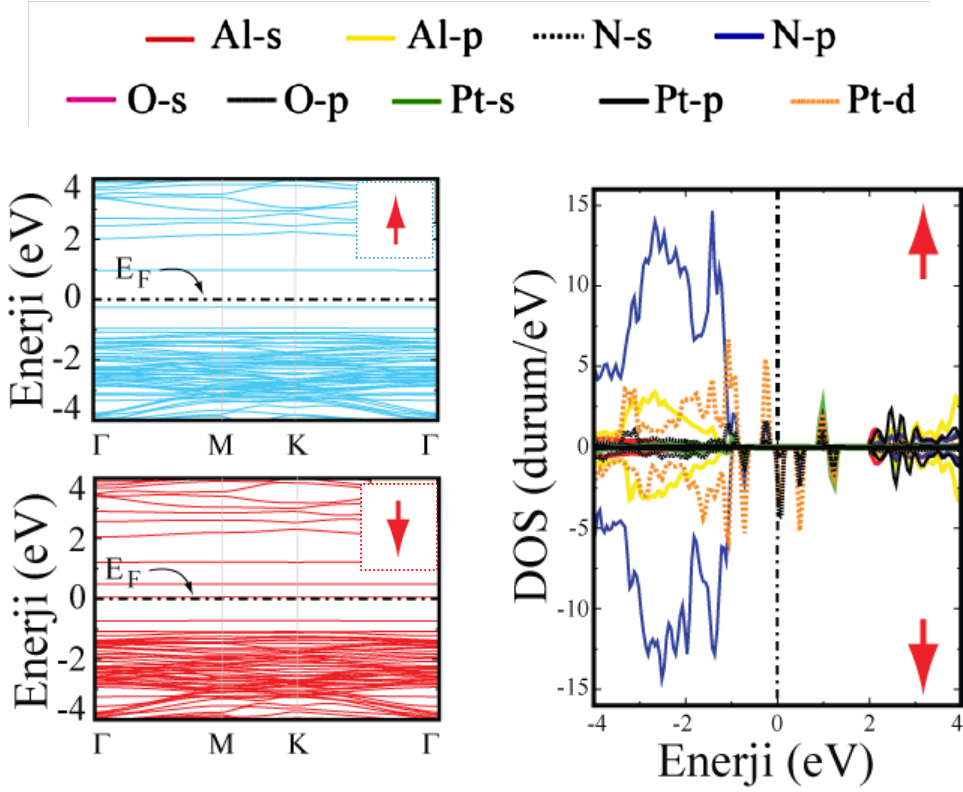 Al-s Al-p N-s N-p
O-s O-p Pt-s Pt-p Pt-d
Enerji (eV)
4
2
0
-2
-4
E_F
Γ M K Γ
Enerji (eV)
4
2
0
-2
-4
E_F
Γ M K Γ
DOS (durum/eV)
15
10
5
0
-5
-10
-15
-4 -2 0 2 4
Enerji (eV)